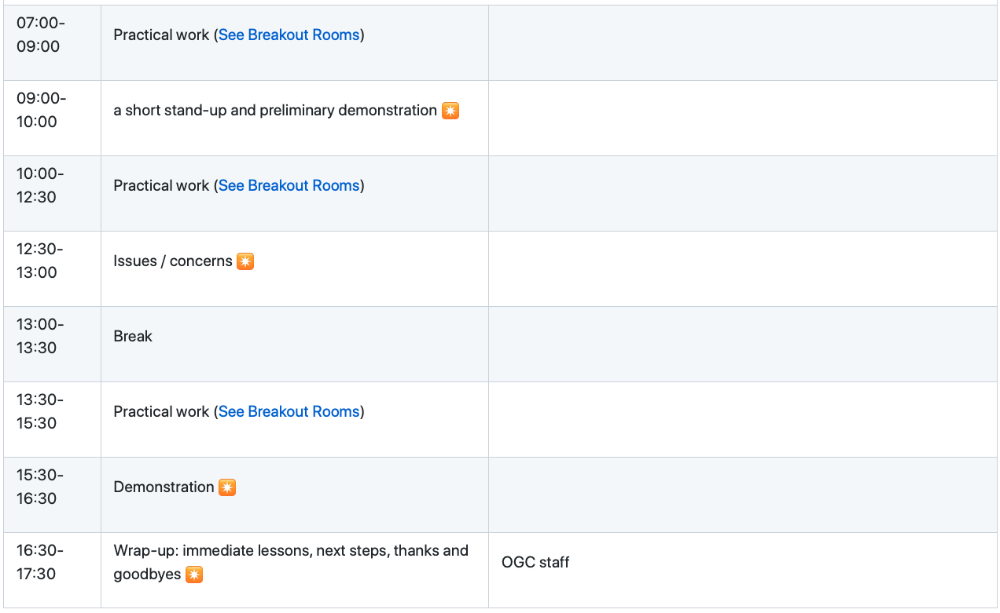 07:00-
09:00
Practical work (See Breakout Rooms)
09:00-
10:00
a short stand-up and preliminary demonstration ✴️
10:00-
12:30
Practical work (See Breakout Rooms)
12:30-
13:00
Issues / concerns ✴️
13:00-
13:30
Break
13:30-
15:30
Practical work (See Breakout Rooms)
15:30-
16:30
Demonstration ✴️
16:30-
17:30
Wrap-up: immediate lessons, next steps, thanks and
goodbyes ✴️
OGC staff